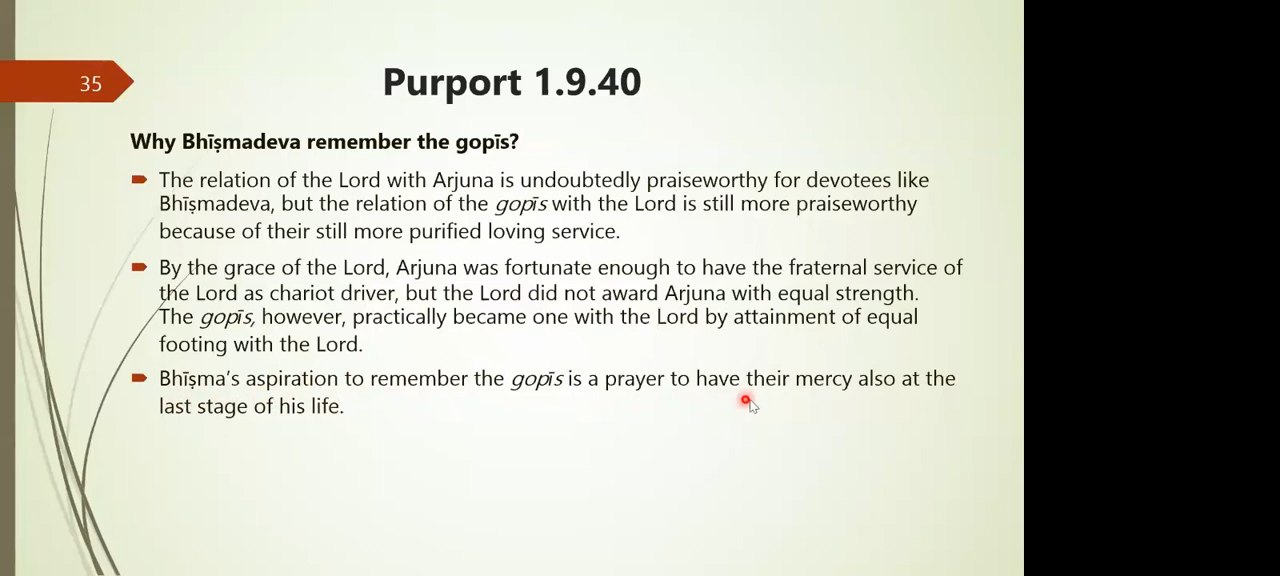 35
Purport 1.9.40
Why Bhīṣmadeva remember the gopīs?
The relation of the Lord with Arjuna is undoubtedly praiseworthy for devotees like
Bhīṣmadeva, but the relation of the gopīs with the Lord is still more praiseworthy
because of their still more purified loving service.
By the grace of the Lord, Arjuna was fortunate enough to have the fraternal service of
the Lord as chariot driver, but the Lord did not award Arjuna with equal strength.
The gopīs, however, practically became one with the Lord by attainment of equal
footing with the Lord.
Bhīṣma’s aspiration to remember the gopīs is a prayer to have their mercy also at the
last stage of his life.